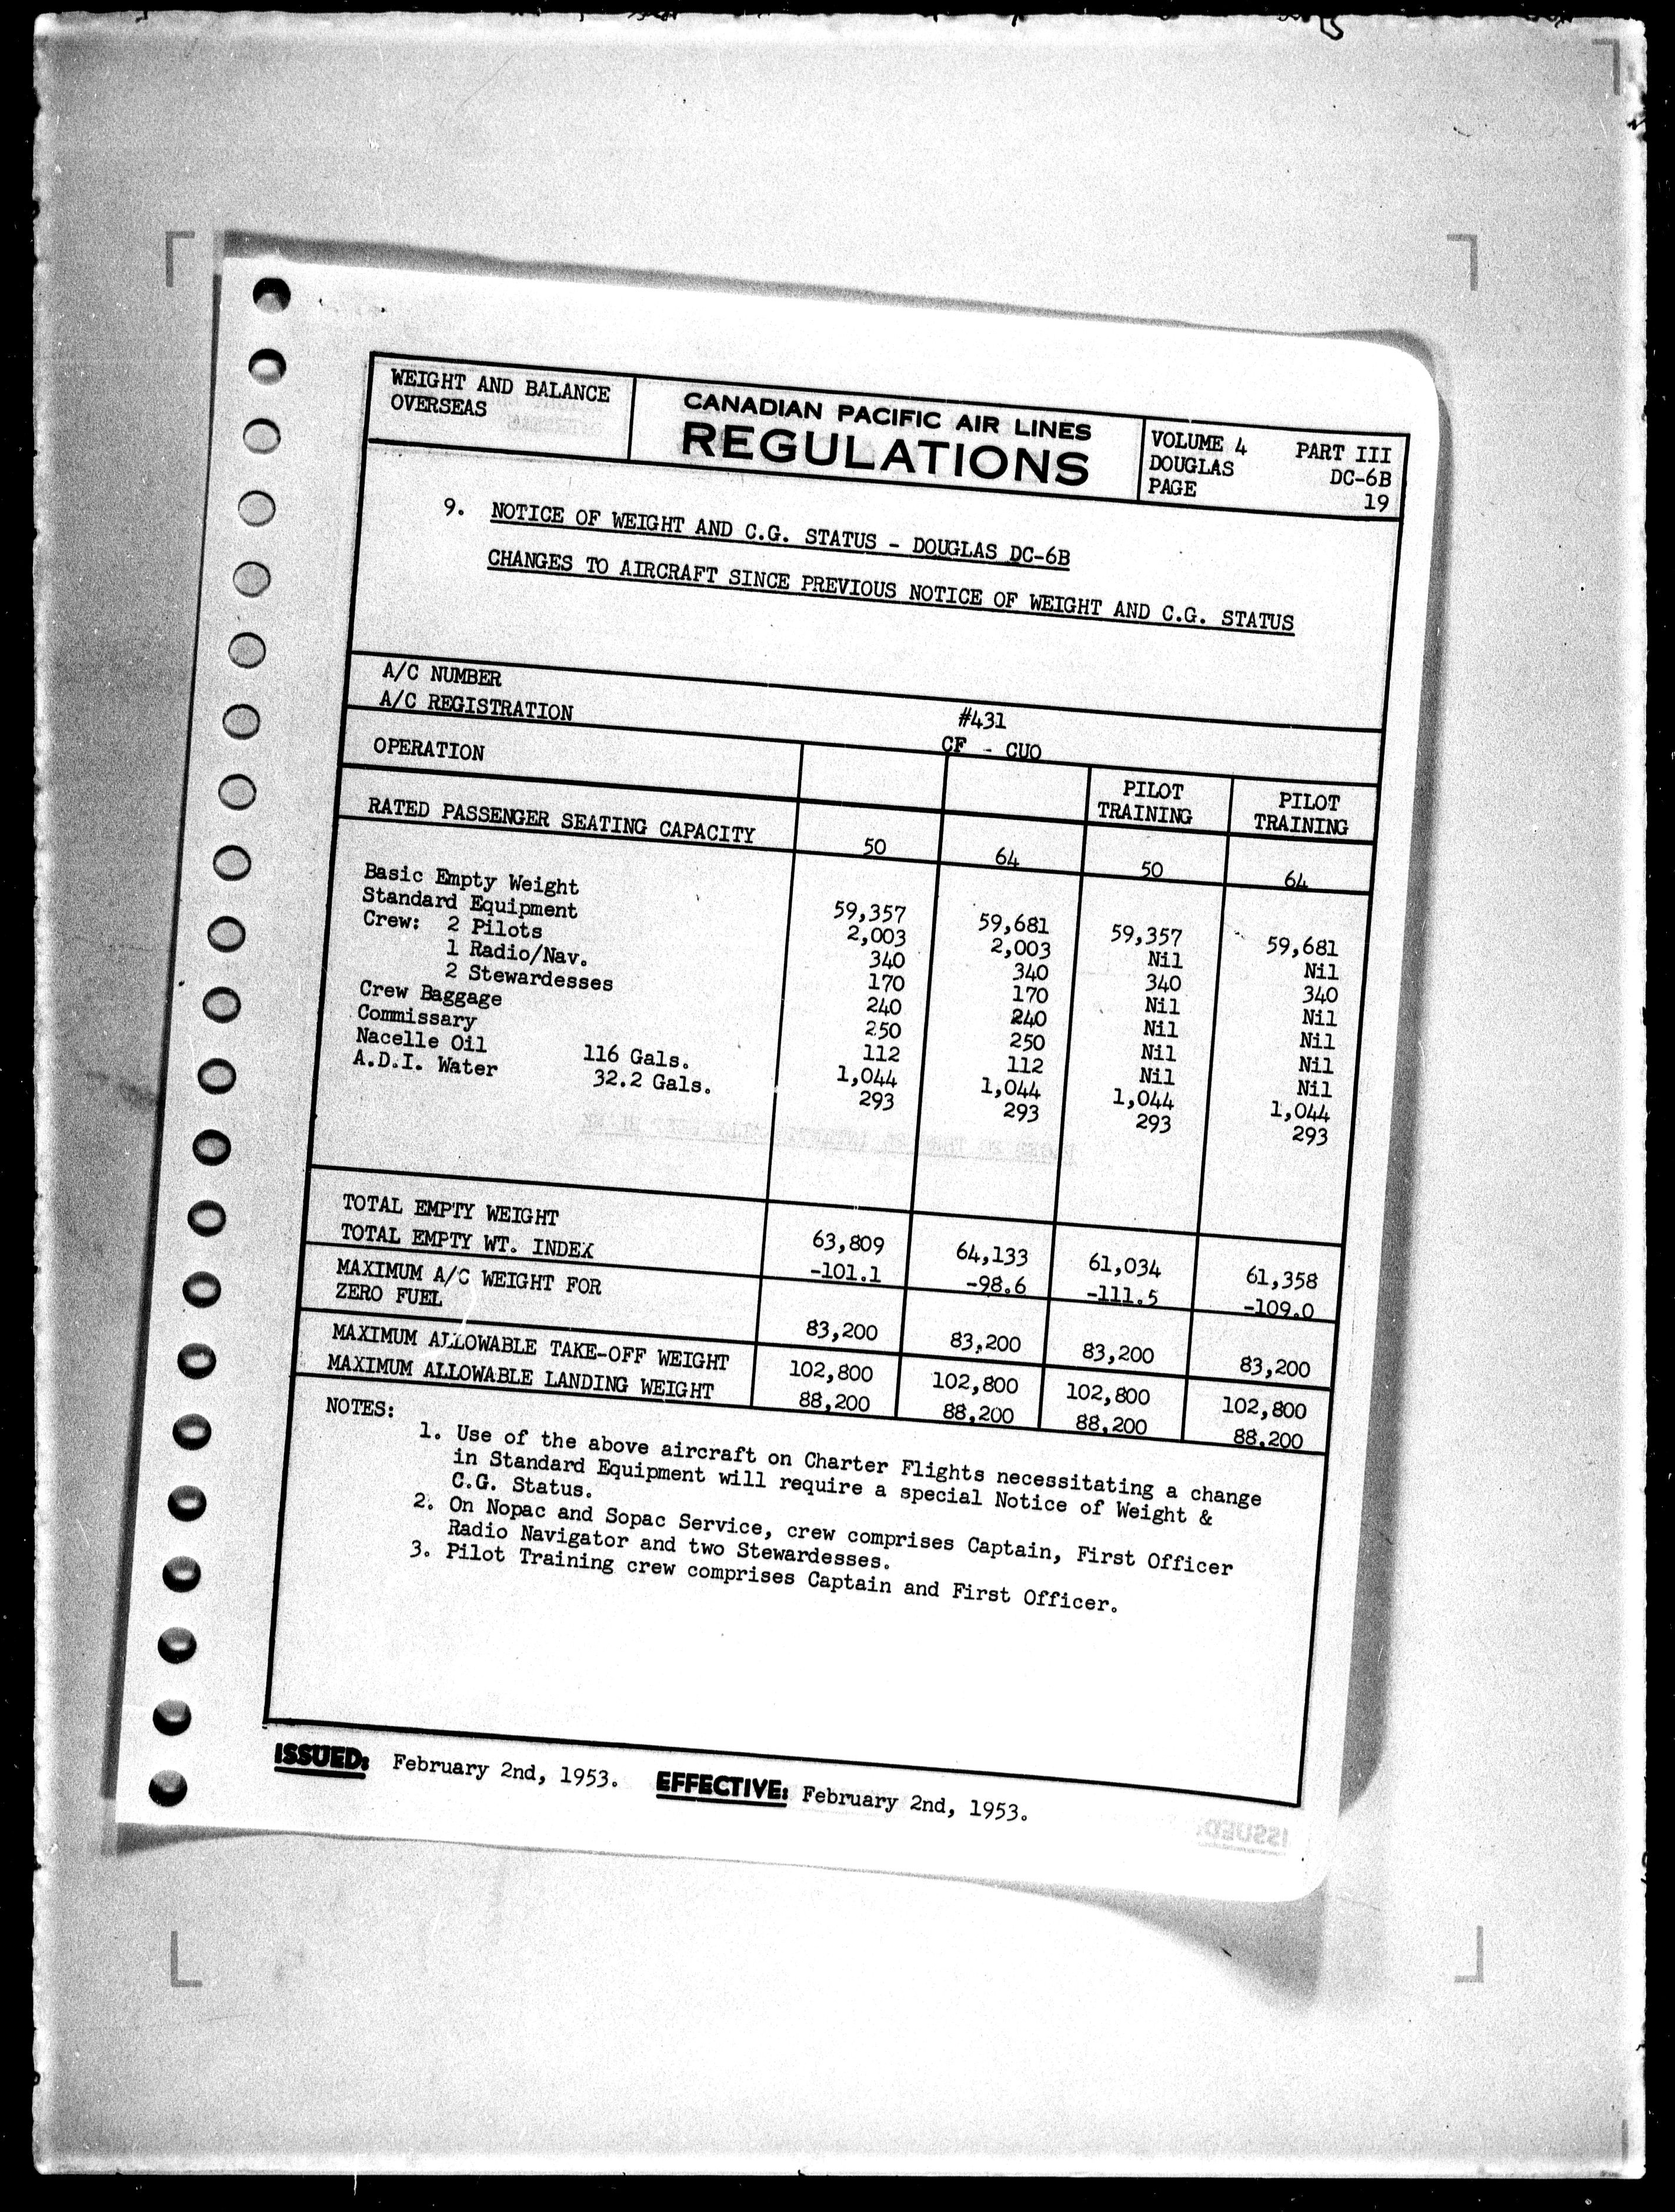 WEIGHT AND BALANCE
OVERSEAS
CANADIAN PACIFIC AIR LINES
REGULATIONS
VOLUME 4 PART III
DOUGLAS DC-6B
PAGE 19
9. NOTICE OF WEIGHT AND C.G. STATUS - DOUGLAS DC-6B
CHANGES TO AIRCRAFT SINCE PREVIOUS NOTICE OF WEIGHT AND C.G. STATUS
A/C NUMBER #431
A/C REGISTRATION CF - CUO
OPERATION PILOT TRAINING PILOT TRAINING
RATED PASSENGER SEATING CAPACITY 50 64 50 64
Basic Empty Weight 59,357 59,681 59,357 59,681
Standard Equipment 2,003 2,003 Nil Nil
Crew: 2 Pilots 340 340 340 340
1 Radio/Nav. 170 170 Nil Nil
2 Stewardesses 240 240 Nil Nil
Crew Baggage 250 250 Nil Nil
Commissary 112 112 Nil Nil
Nacelle Oil 116 Gals. 1,044 1,044 1,044 1,044
A.D.I. Water 32.2 Gals. 293 293 293 293
TOTAL EMPTY WEIGHT 63,809 64,133 61,034 61,358
TOTAL EMPTY WT. INDEX -101.1 -98.6 -111.5 -109.0
MAXIMUM A/C WEIGHT FOR
ZERO FUEL 83,200 83,200 83,200 83,200
MAXIMUM ALLOWABLE TAKE-OFF WEIGHT 102,800 102,800 102,800 102,800
MAXIMUM ALLOWABLE LANDING WEIGHT 88,200 88,200 88,200 88,200
NOTES:
1. Use of the above aircraft on Charter Flights necessitating a change
in Standard Equipment will require a special Notice of Weight &
C.G. Status.
2. On Nopac and Sopac Service, crew comprises Captain, First Officer
Radio Navigator and two Stewardesses.
3. Pilot Training crew comprises Captain and First Officer.
ISSUED: February 2nd, 1953. EFFECTIVE: February 2nd, 1953.